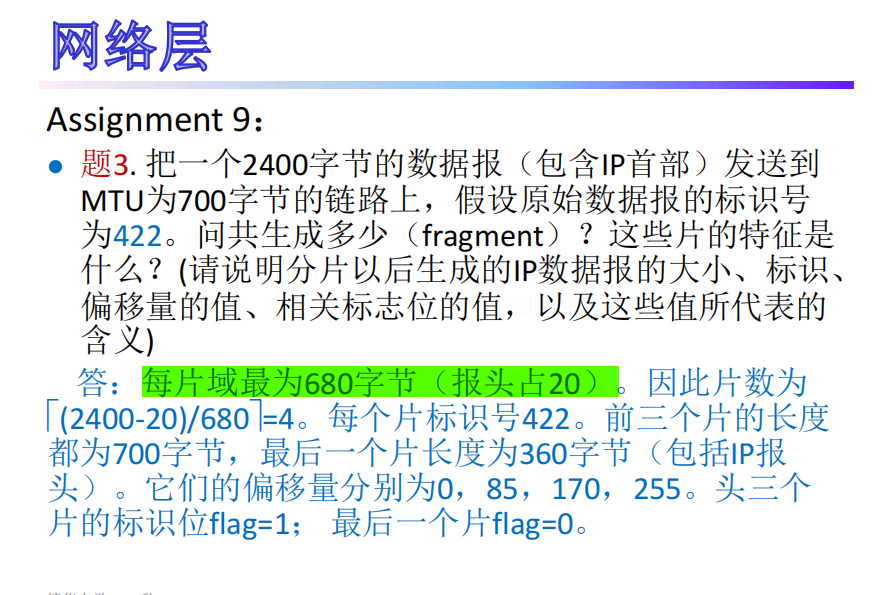 网络层
Assignment 9：
• 题3. 把一个2400字节的数据报（包含IP首部）发送到
MTU为700字节的链路上，假设原始数据报的标识号
为422。问共生成多少（fragment）？这些片的特征是
什么？(请说明分片以后生成的IP数据报的大小、标识、
偏移量的值、相关标志位的值，以及这些值所代表的
含义)
答：每片域最为680字节（报头占20）。因此片数为
⌈(2400-20)/680⌉=4。每个片标识号422。前三个片的长度
都为700字节，最后一个片长度为360字节（包括IP报
头）。它们的偏移量分别为0，85，170，255。头三个
片的标识位flag=1； 最后一个片flag=0。